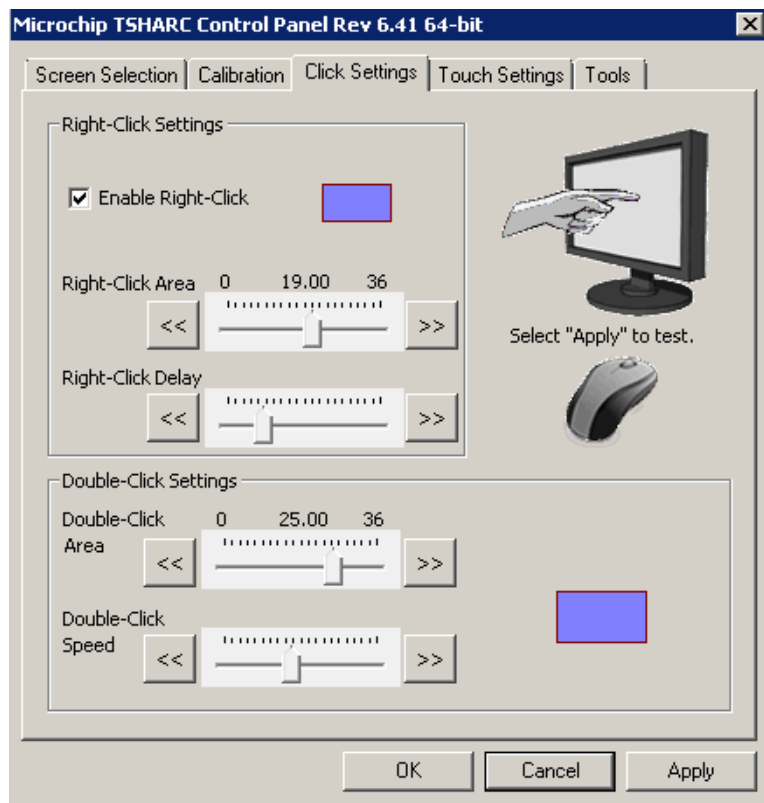 Microchip TSHARC Control Panel Rev 6.41 64-bit
Screen Selection Calibration Click Settings Touch Settings Tools
Right-Click Settings
Enable Right-Click
Right-Click Area 0 19.00 36
<< >>
Select "Apply" to test.
Right-Click Delay
<< >>
Double-Click Settings
Double-Click 0 25.00 36
Area
<< >>
Double-Click
Speed
<< >>
OK Cancel Apply